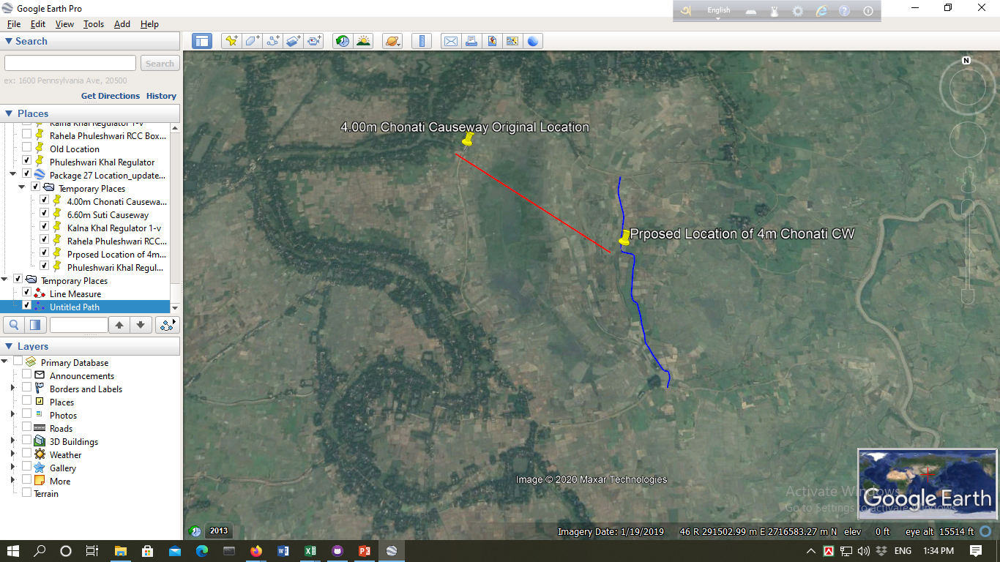 Google Earth Pro
English
File Edit View Tools Add Help
Search
Search
ex: 1600 Pennsylvania Ave, 20500
Get Directions History
Places
Kalna Khal Regulator 1-v
Rahela Phuleshwari RCC Box...
Old Location
Phuleshwari Khal Regulator
Package 27 Location_update...
Temporary Places
4.00m Chonati Causewa...
6.60m Suti Causeway
Kalna Khal Regulator 1-v
Rahela Phuleshwari RCC...
Prposed Location of 4m...
Phuleshwari Khal Regul...
Temporary Places
Line Measure
Untitled Path
Layers
Primary Database
Announcements
Borders and Labels
Places
Photos
Roads
3D Buildings
Weather
Gallery
More
Terrain
N
4.00m Chonati Causeway Original Location
Prposed Location of 4m Chonati CW
Image © 2020 Maxar Technologies
Activate Windows
Go to Settings to activate Windows.
Google Earth
2013
Imagery Date: 1/19/2019 46 R 291502.99 m E 2716583.27 m N elev 0 ft eye alt 15514 ft
ENG 1:34 PM